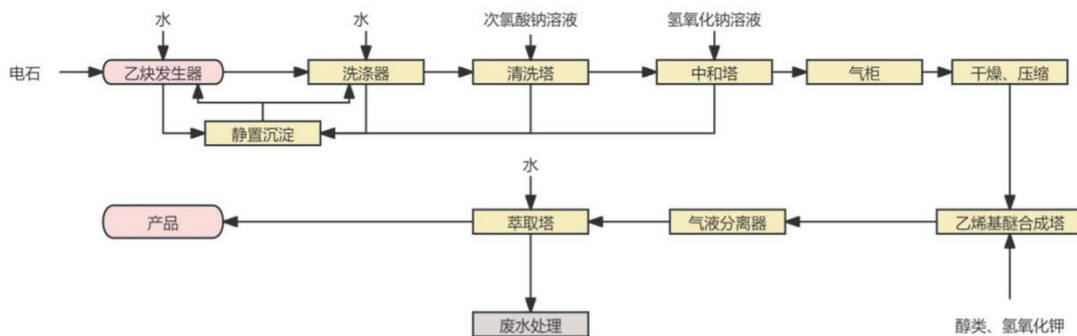 水
水
次氯酸钠溶液
氢氧化钠溶液
电石
乙炔发生器
洗涤器
清洗塔
中和塔
气柜
干燥、压缩
静置沉淀
水
产品
萃取塔
气液分离器
乙烯基醚合成塔
废水处理
醇类、氢氧化钾